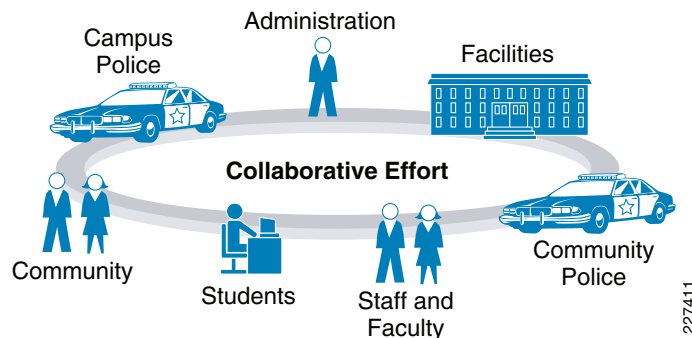 Administration
Campus
Police
Facilities
Collaborative Effort
Community
Students
Staff and
Faculty
Community
Police
227411